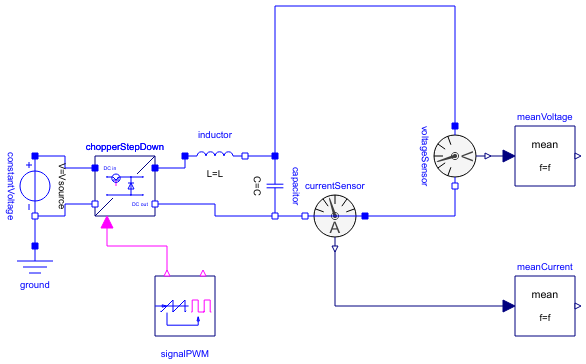 inductor
L=L
chopperStepDown
DC in
DC out
constantVoltage
V=Vsource
ground
signalPWM
capacitor
C=C
currentSensor
A
voltageSensor
V
meanVoltage
mean
f=f
meanCurrent
mean
f=f